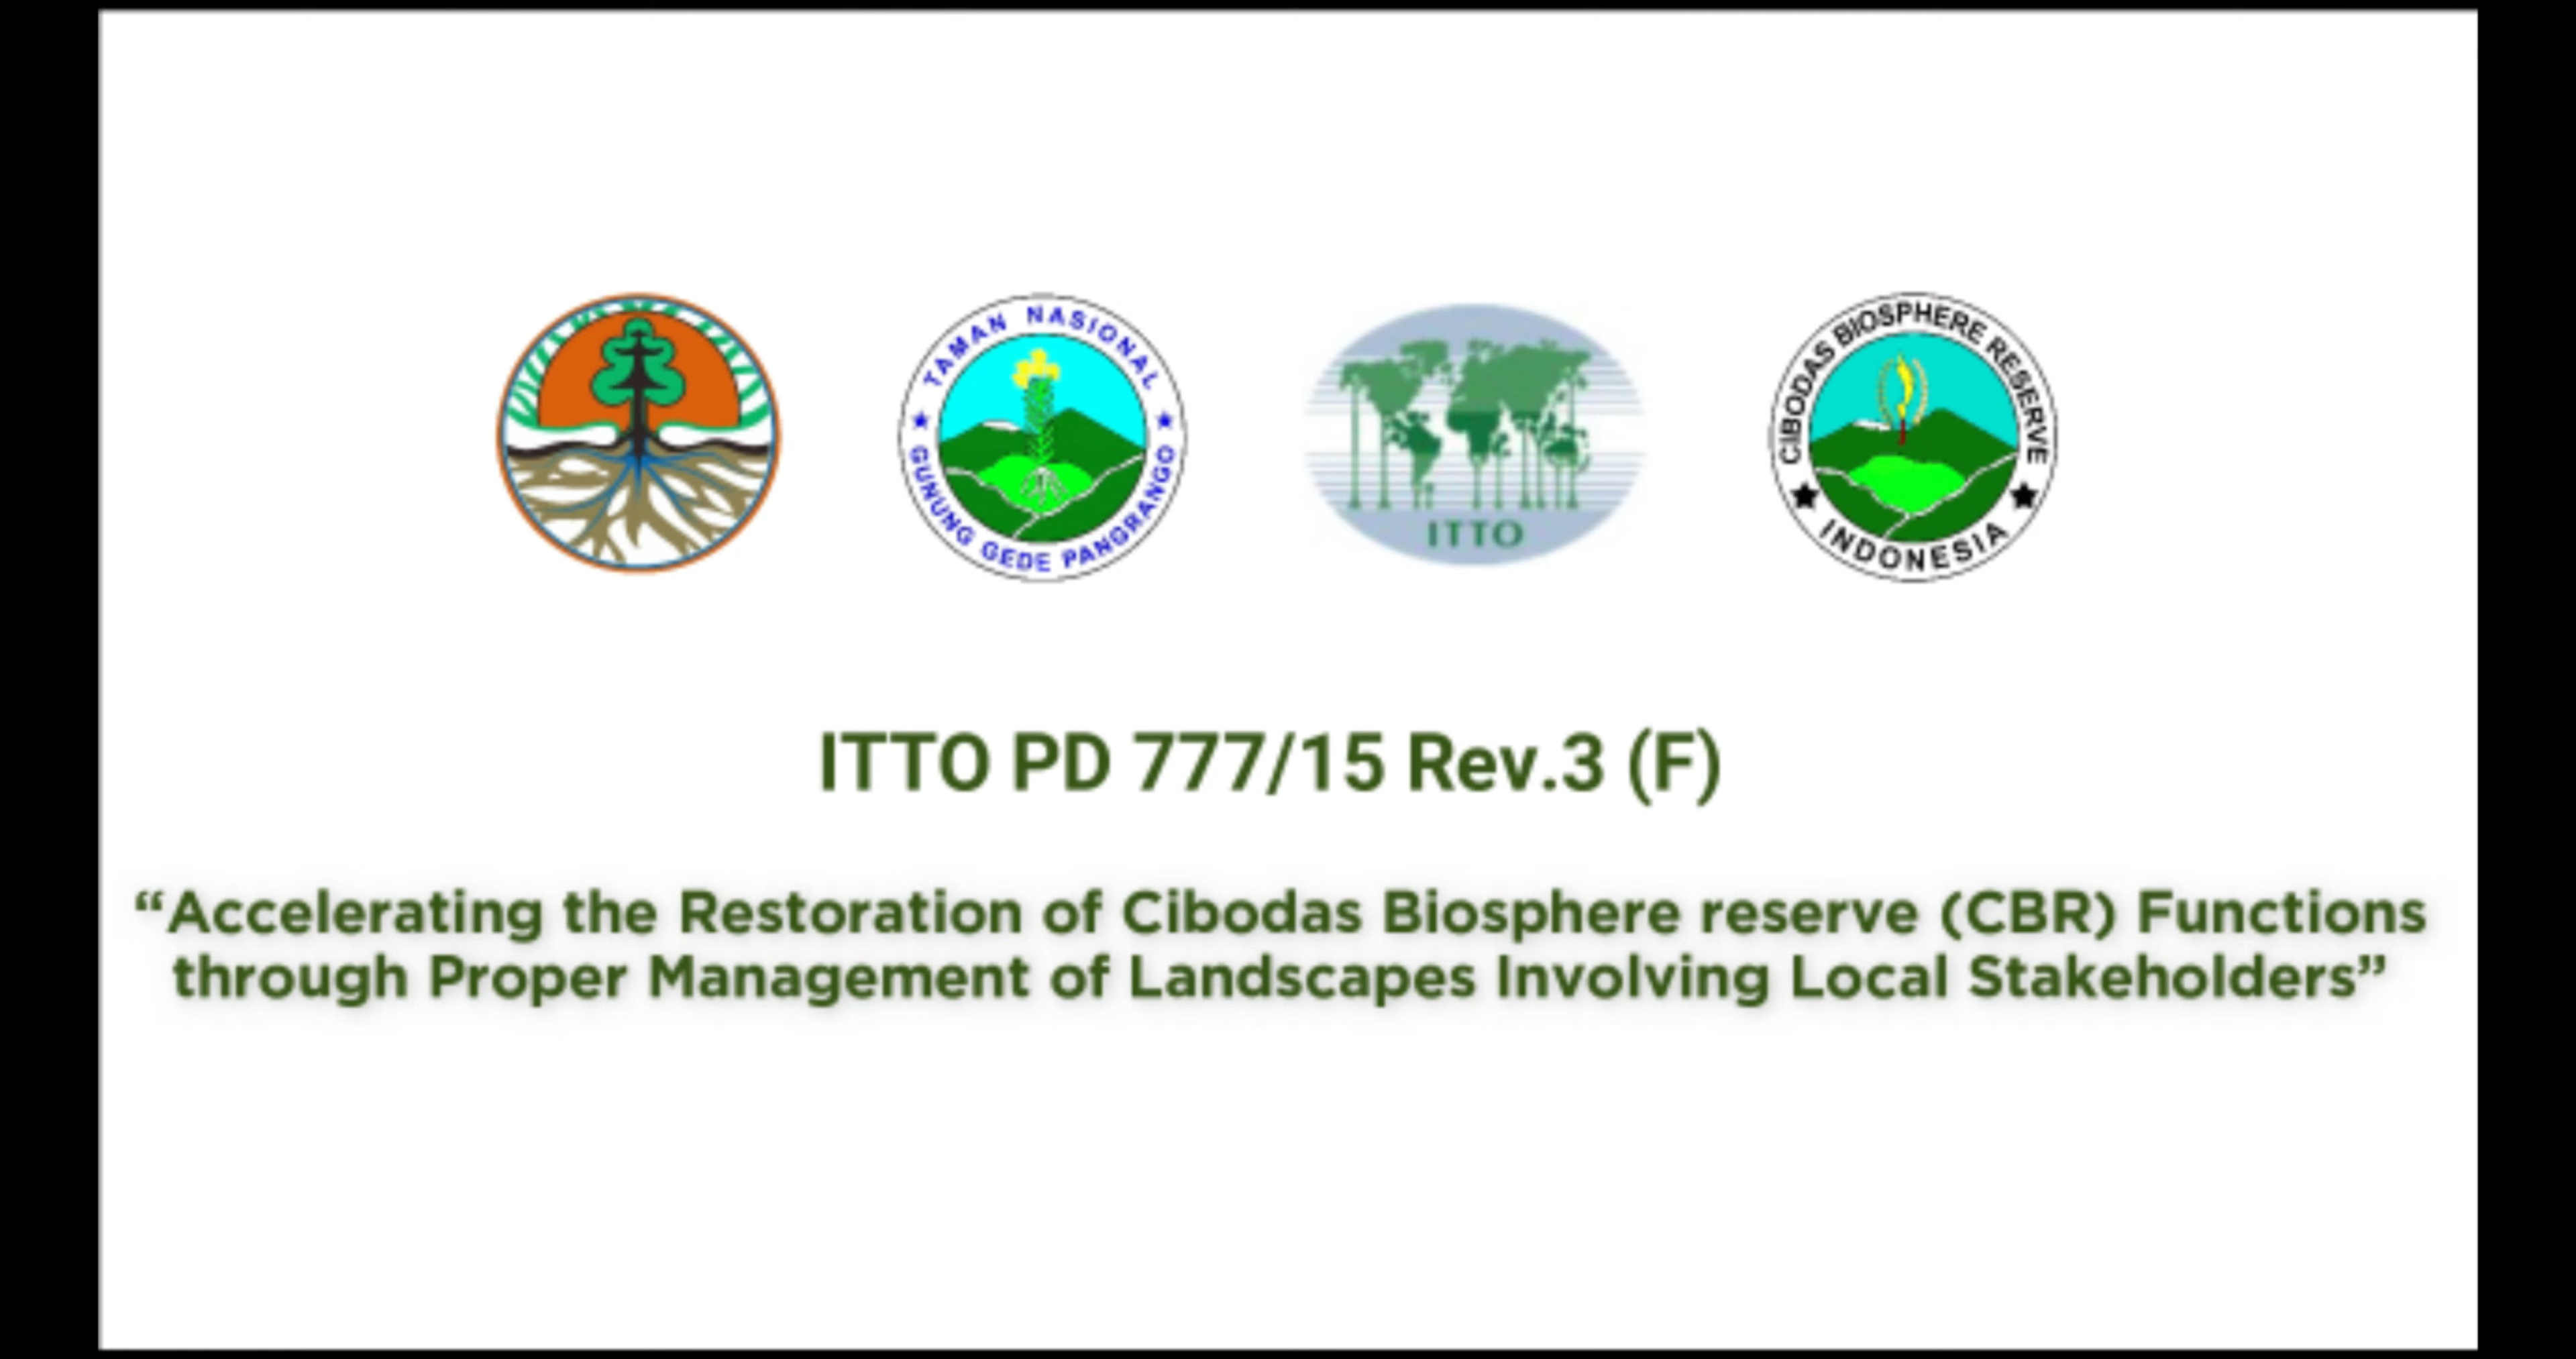 TAMAN NASIONAL
GUNUNG GEDE PANGRANGO
ITTO
CIBODAS BIOSPHERE RESERVE
INDONESIA
ITTO PD 777/15 Rev.3 (F)
“Accelerating the Restoration of Cibodas Biosphere reserve (CBR) Functions
through Proper Management of Landscapes Involving Local Stakeholders”